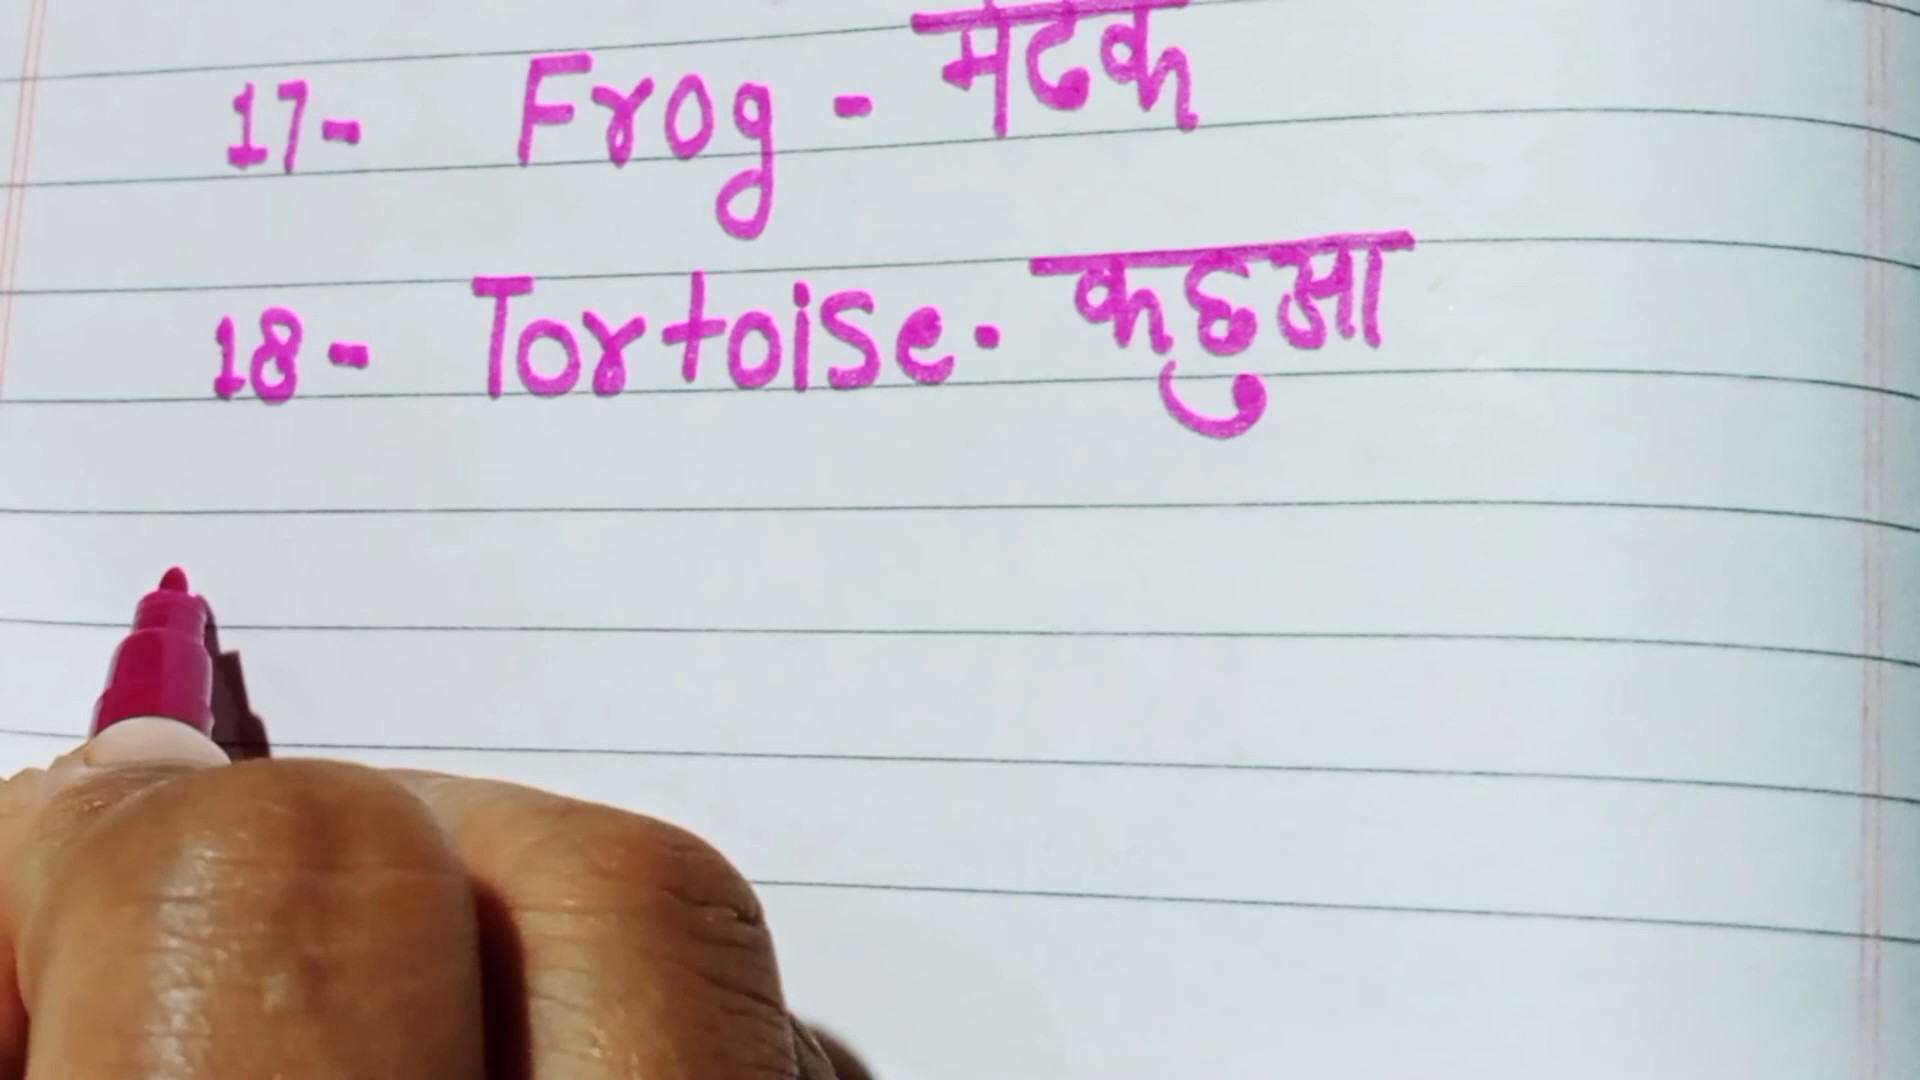 17- Frog - मेंढक
18- Tortoise - कछुआ